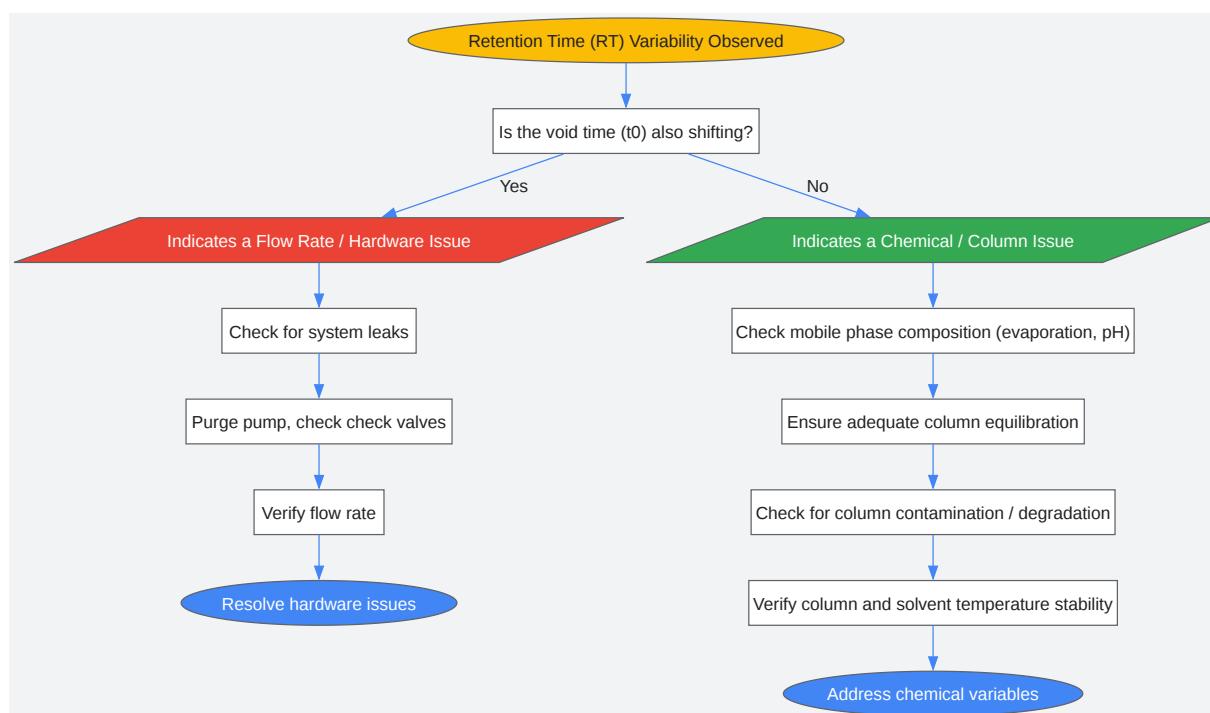 Retention Time (RT) Variability Observed
Is the void time (t0) also shifting?
Yes
No
Indicates a Flow Rate / Hardware Issue
Indicates a Chemical / Column Issue
Check for system leaks
Check mobile phase composition (evaporation, pH)
Purge pump, check check valves
Ensure adequate column equilibration
Verify flow rate
Check for column contamination / degradation
Resolve hardware issues
Verify column and solvent temperature stability
Address chemical variables